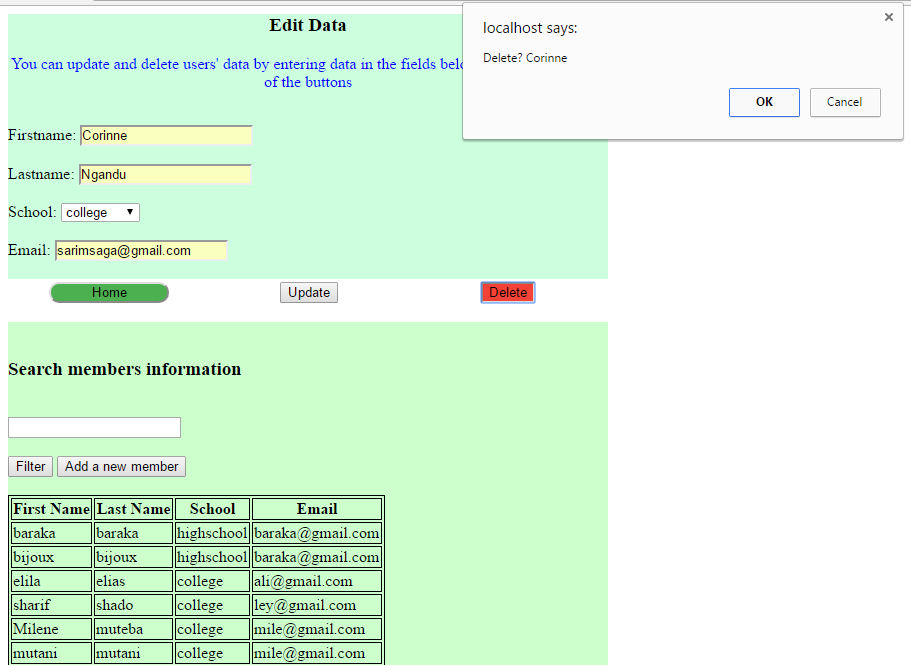 Edit Data
You can update and delete users' data by entering data in the fields
of the buttons
localhost says:
Delete? Corinne
OK Cancel
Firstname: Corinne
Lastname: Ngandu
School: college
Email: sarimsaga@gmail.com
Home Update Delete
Search members information
Filter Add a new member
First Name Last Name School Email
baraka baraka highschool baraka@gmail.com
bijoux bijoux highschool baraka@gmail.com
elila elias college ali@gmail.com
sharif shado college ley@gmail.com
Milene muteba college mile@gmail.com
mutani mutani college mile@gmail.com